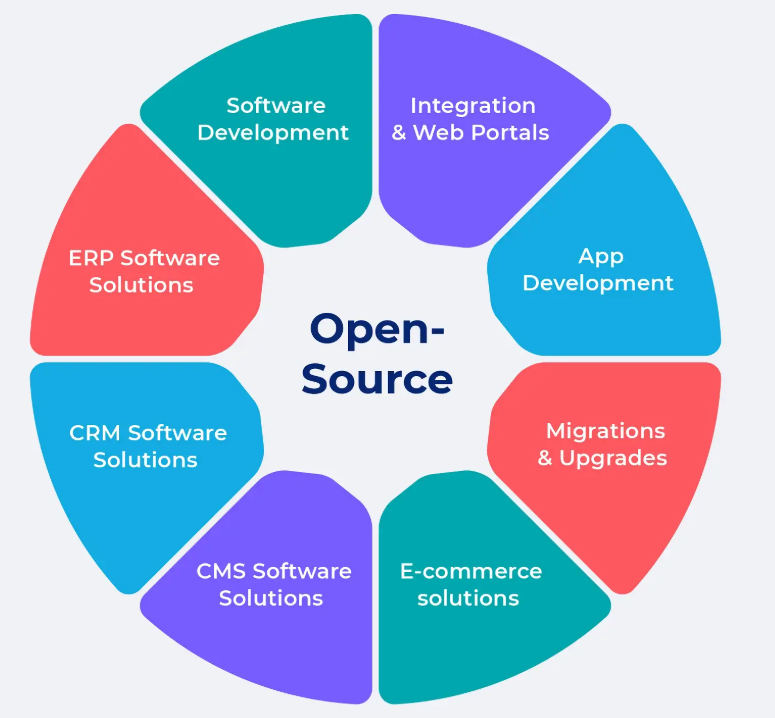 Software
Development
Integration
& Web Portals
App
Development
Migrations
& Upgrades
E-commerce
solutions
CMS Software
Solutions
CRM Software
Solutions
ERP Software
Solutions
Open-
Source